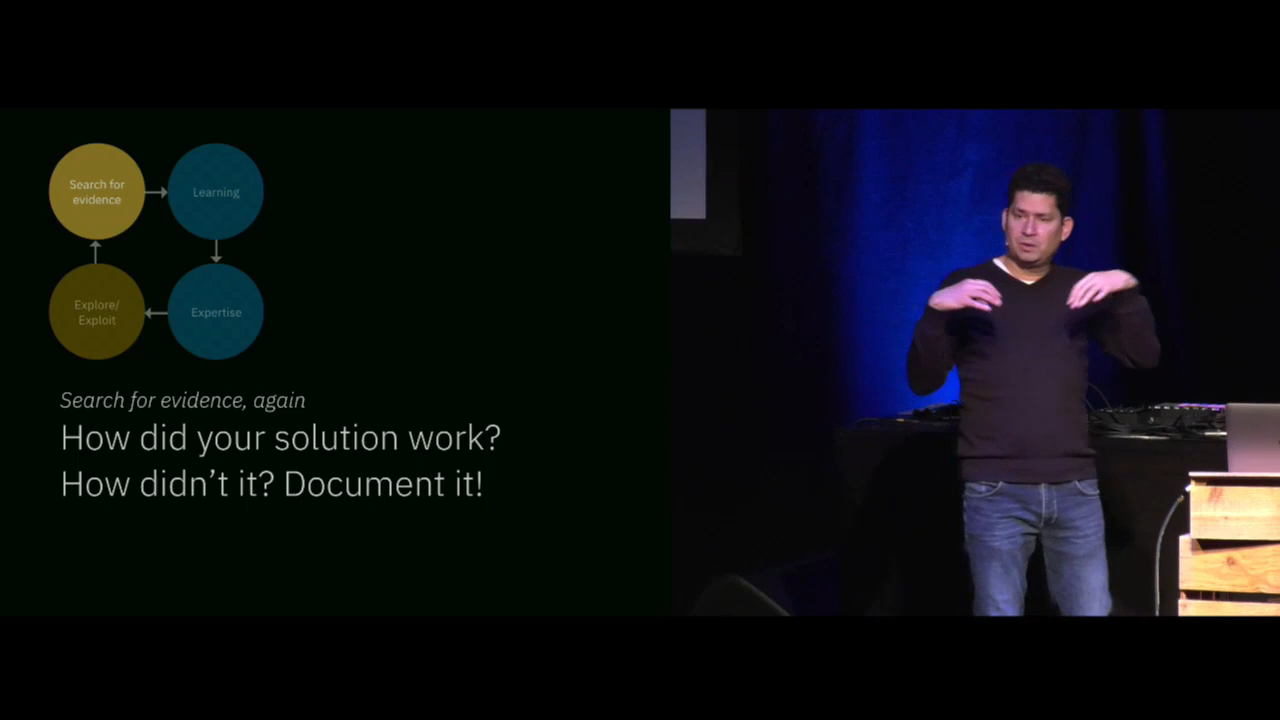 Search for
evidence
Learning
Explore/
Exploit
Expertise
Search for evidence, again
How did your solution work?
How didn’t it? Document it!